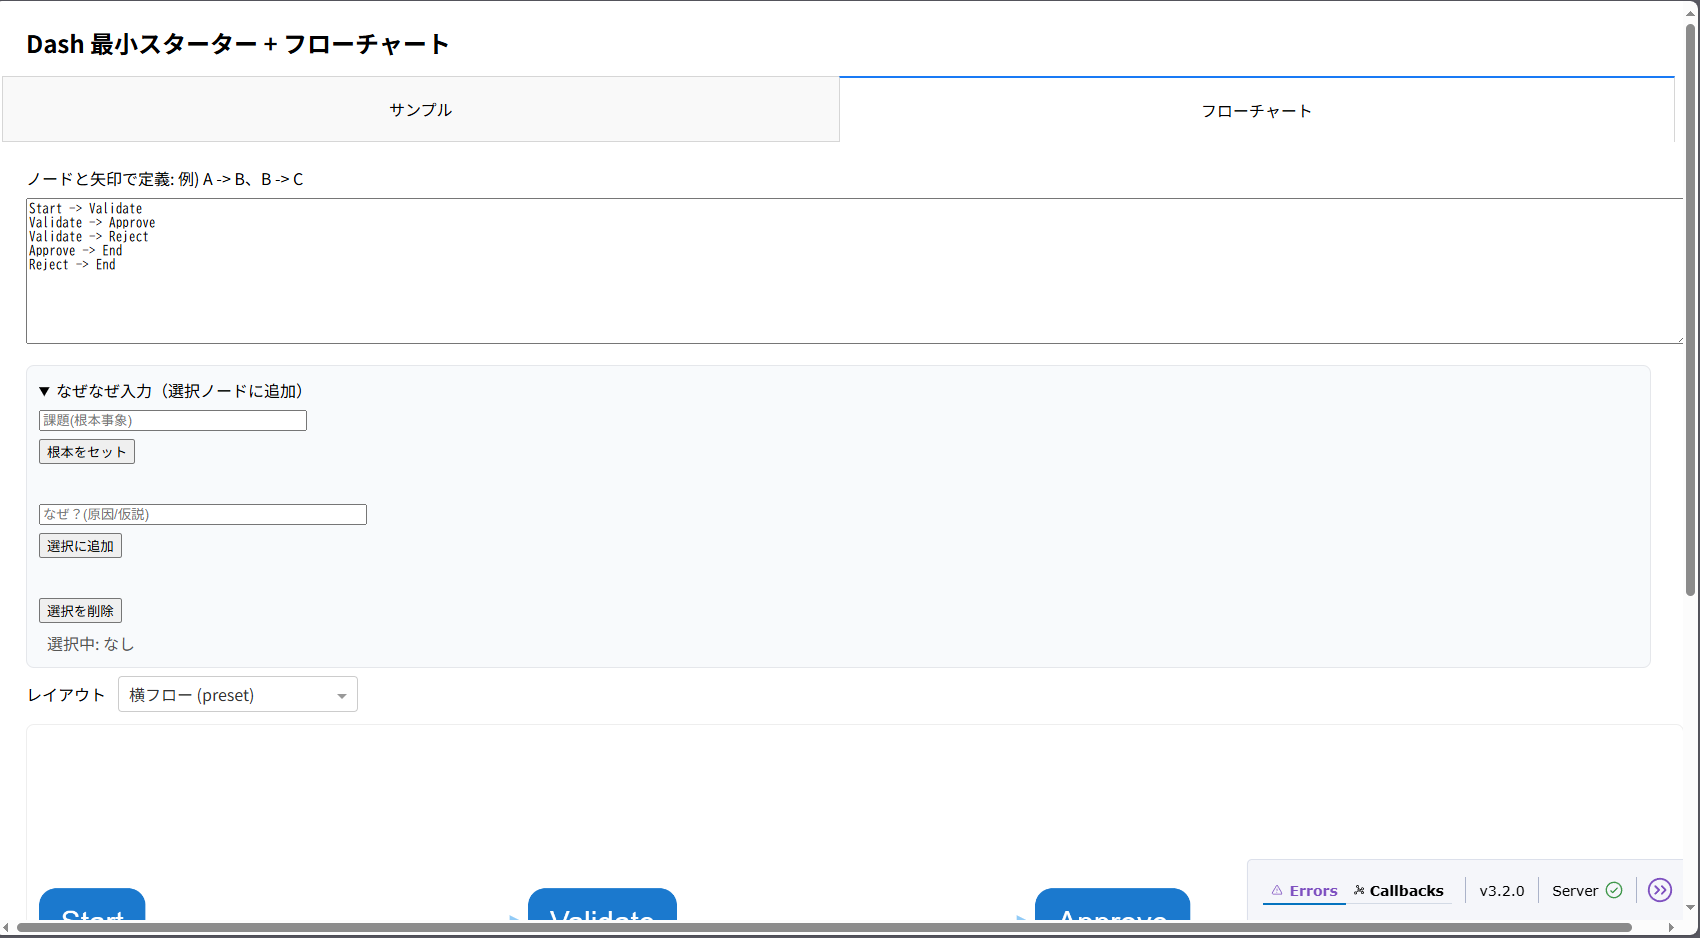 Dash 最小スターター + フローチャート
サンプル
フローチャート
ノードと矢印で定義: 例) A -> B、B -> C
Start -> Validate
Validate -> Approve
Validate -> Reject
Approve -> End
Reject -> End
▼ なぜなぜ入力（選択ノードに追加）
課題(根本事象)
根本をセット
なぜ？(原因/仮説)
選択に追加
選択を削除
選択中: なし
レイアウト 横フロー (preset)
Start
Validate
Approve
Errors Callbacks v3.2.0 Server